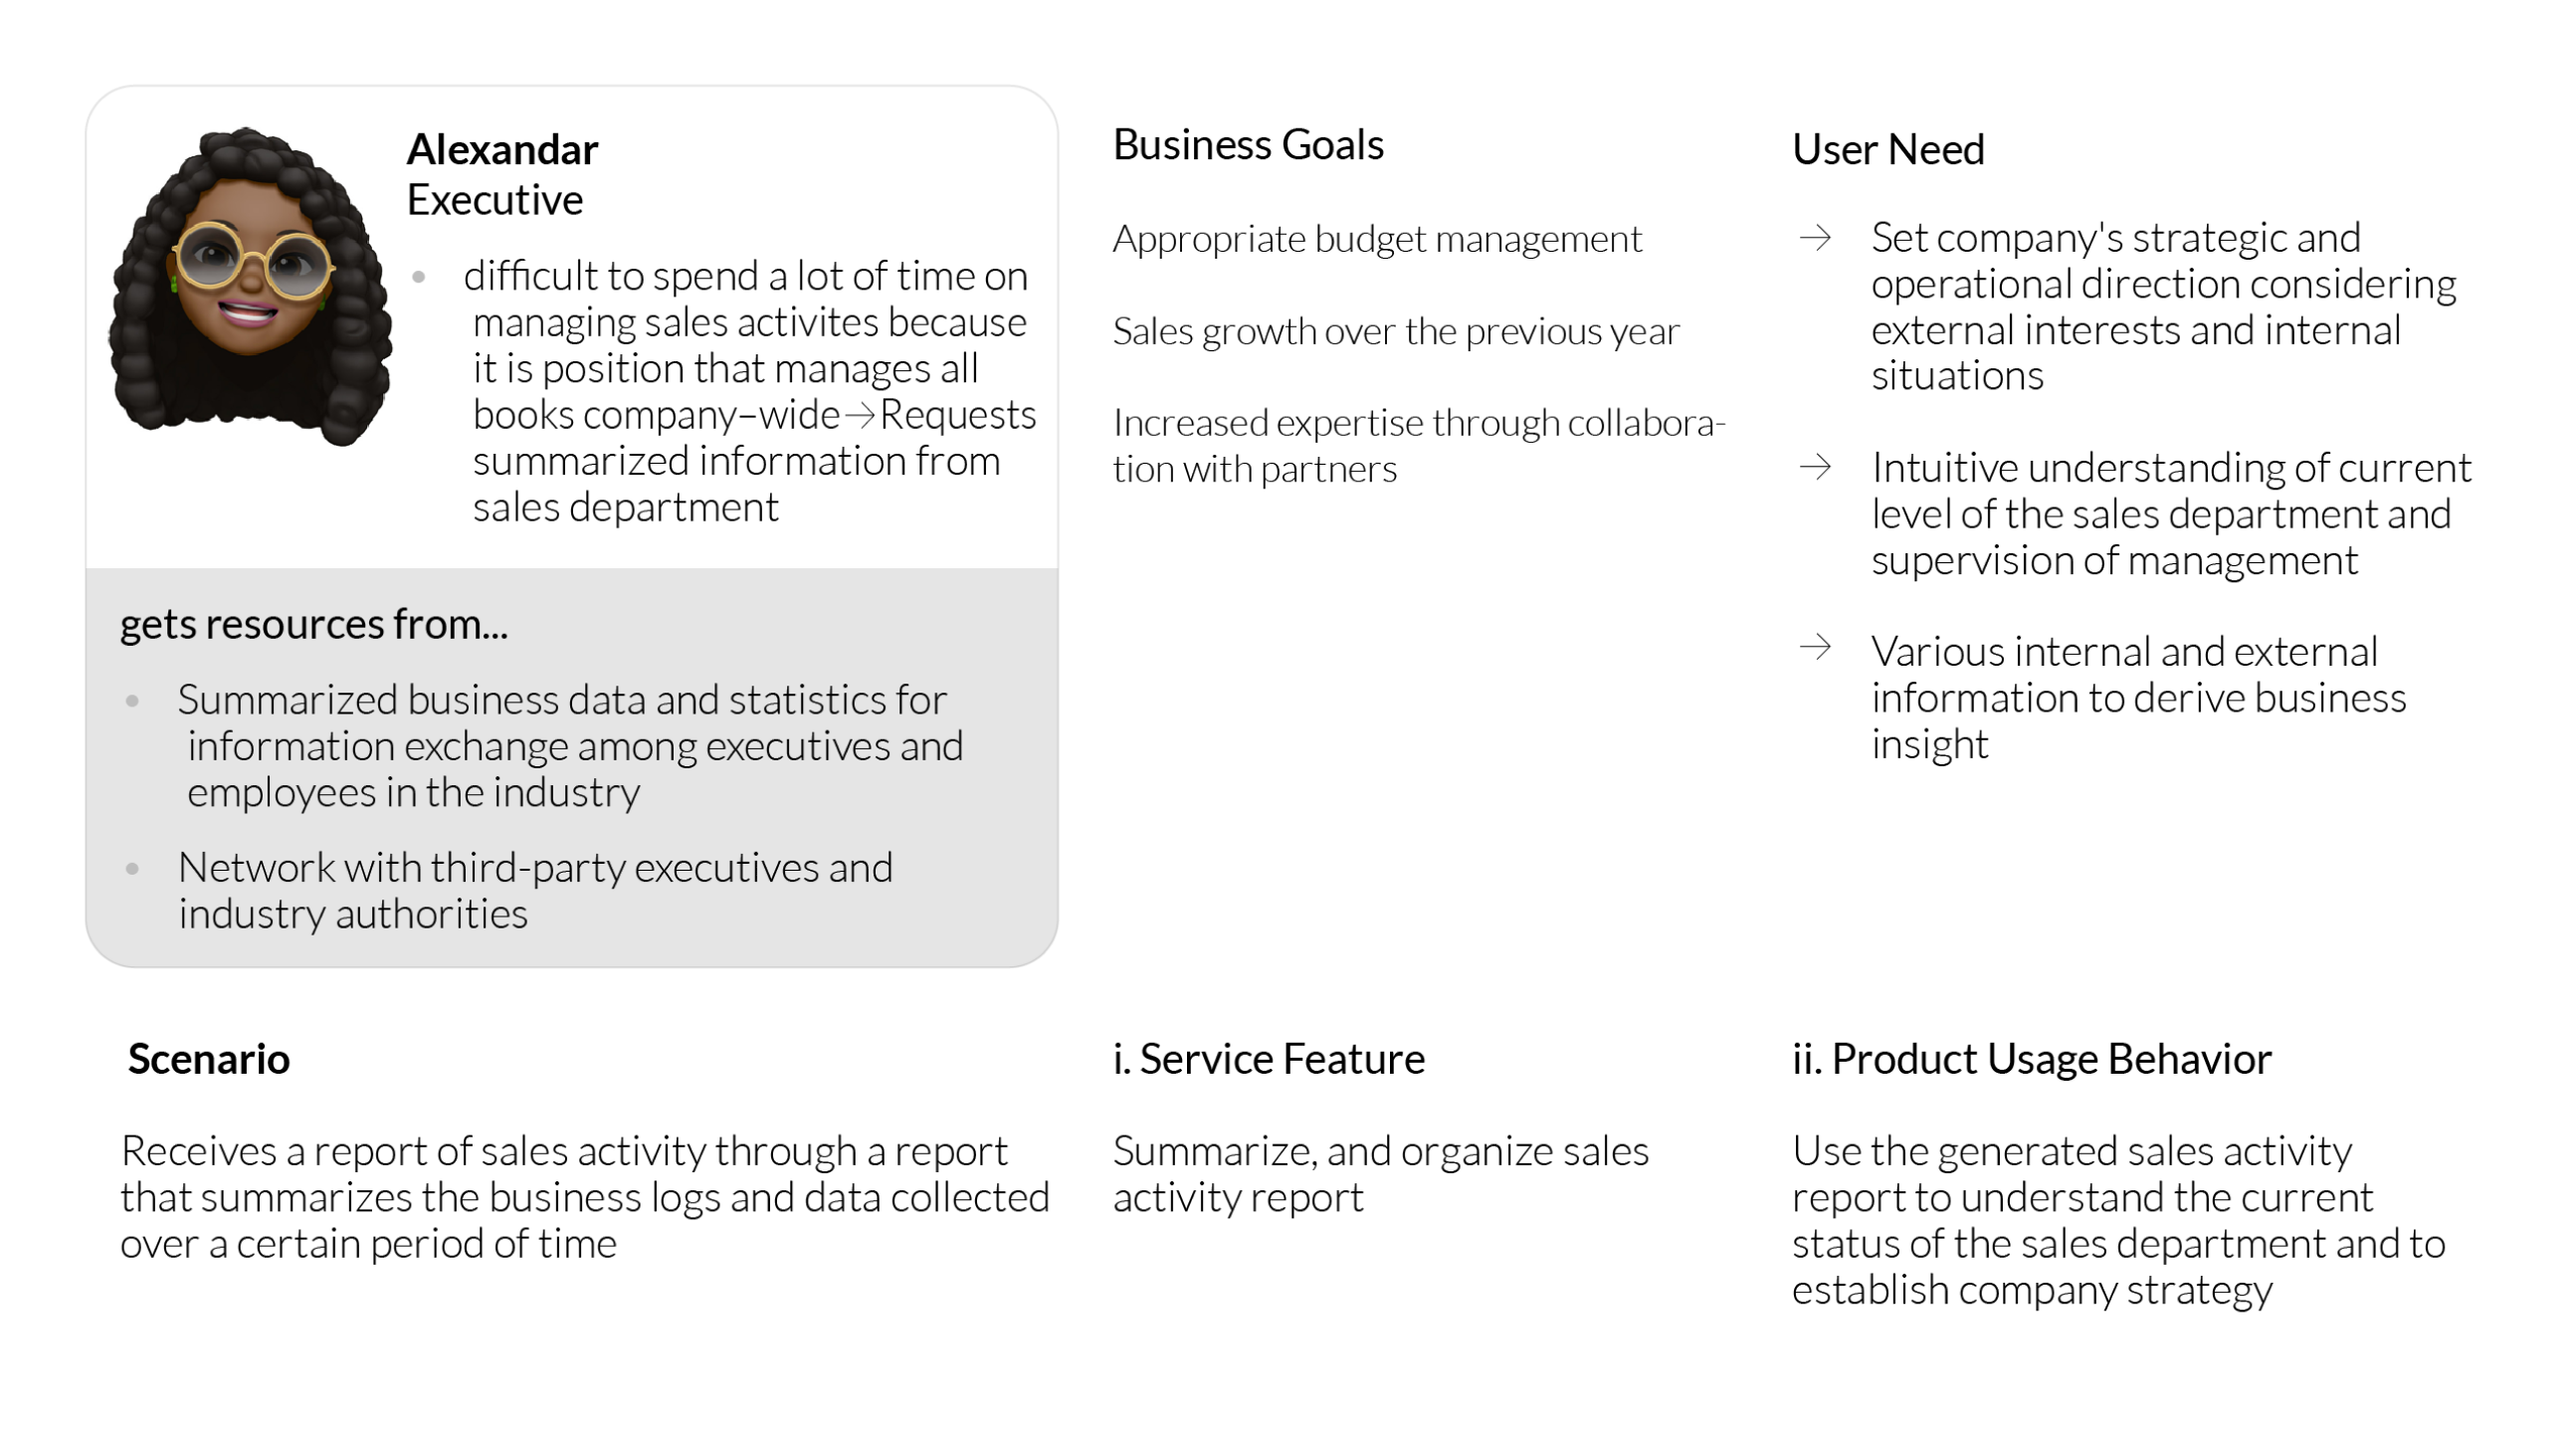 Alexandar
Executive
• difficult to spend a lot of time on
managing sales activites because
it is position that manages all
books company–wide→Requests
summarized information from
sales department
gets resources from...
• Summarized business data and statistics for
information exchange among executives and
employees in the industry
• Network with third-party executives and
industry authorities
Business Goals
Appropriate budget management
Sales growth over the previous year
Increased expertise through collabora-
tion with partners
User Need
→ Set company's strategic and
operational direction considering
external interests and internal
situations
→ Intuitive understanding of current
level of the sales department and
supervision of management
→ Various internal and external
information to derive business
insight
Scenario
Receives a report of sales activity through a report
that summarizes the business logs and data collected
over a certain period of time
i. Service Feature
Summarize, and organize sales
activity report
ii. Product Usage Behavior
Use the generated sales activity
report to understand the current
status of the sales department and to
establish company strategy